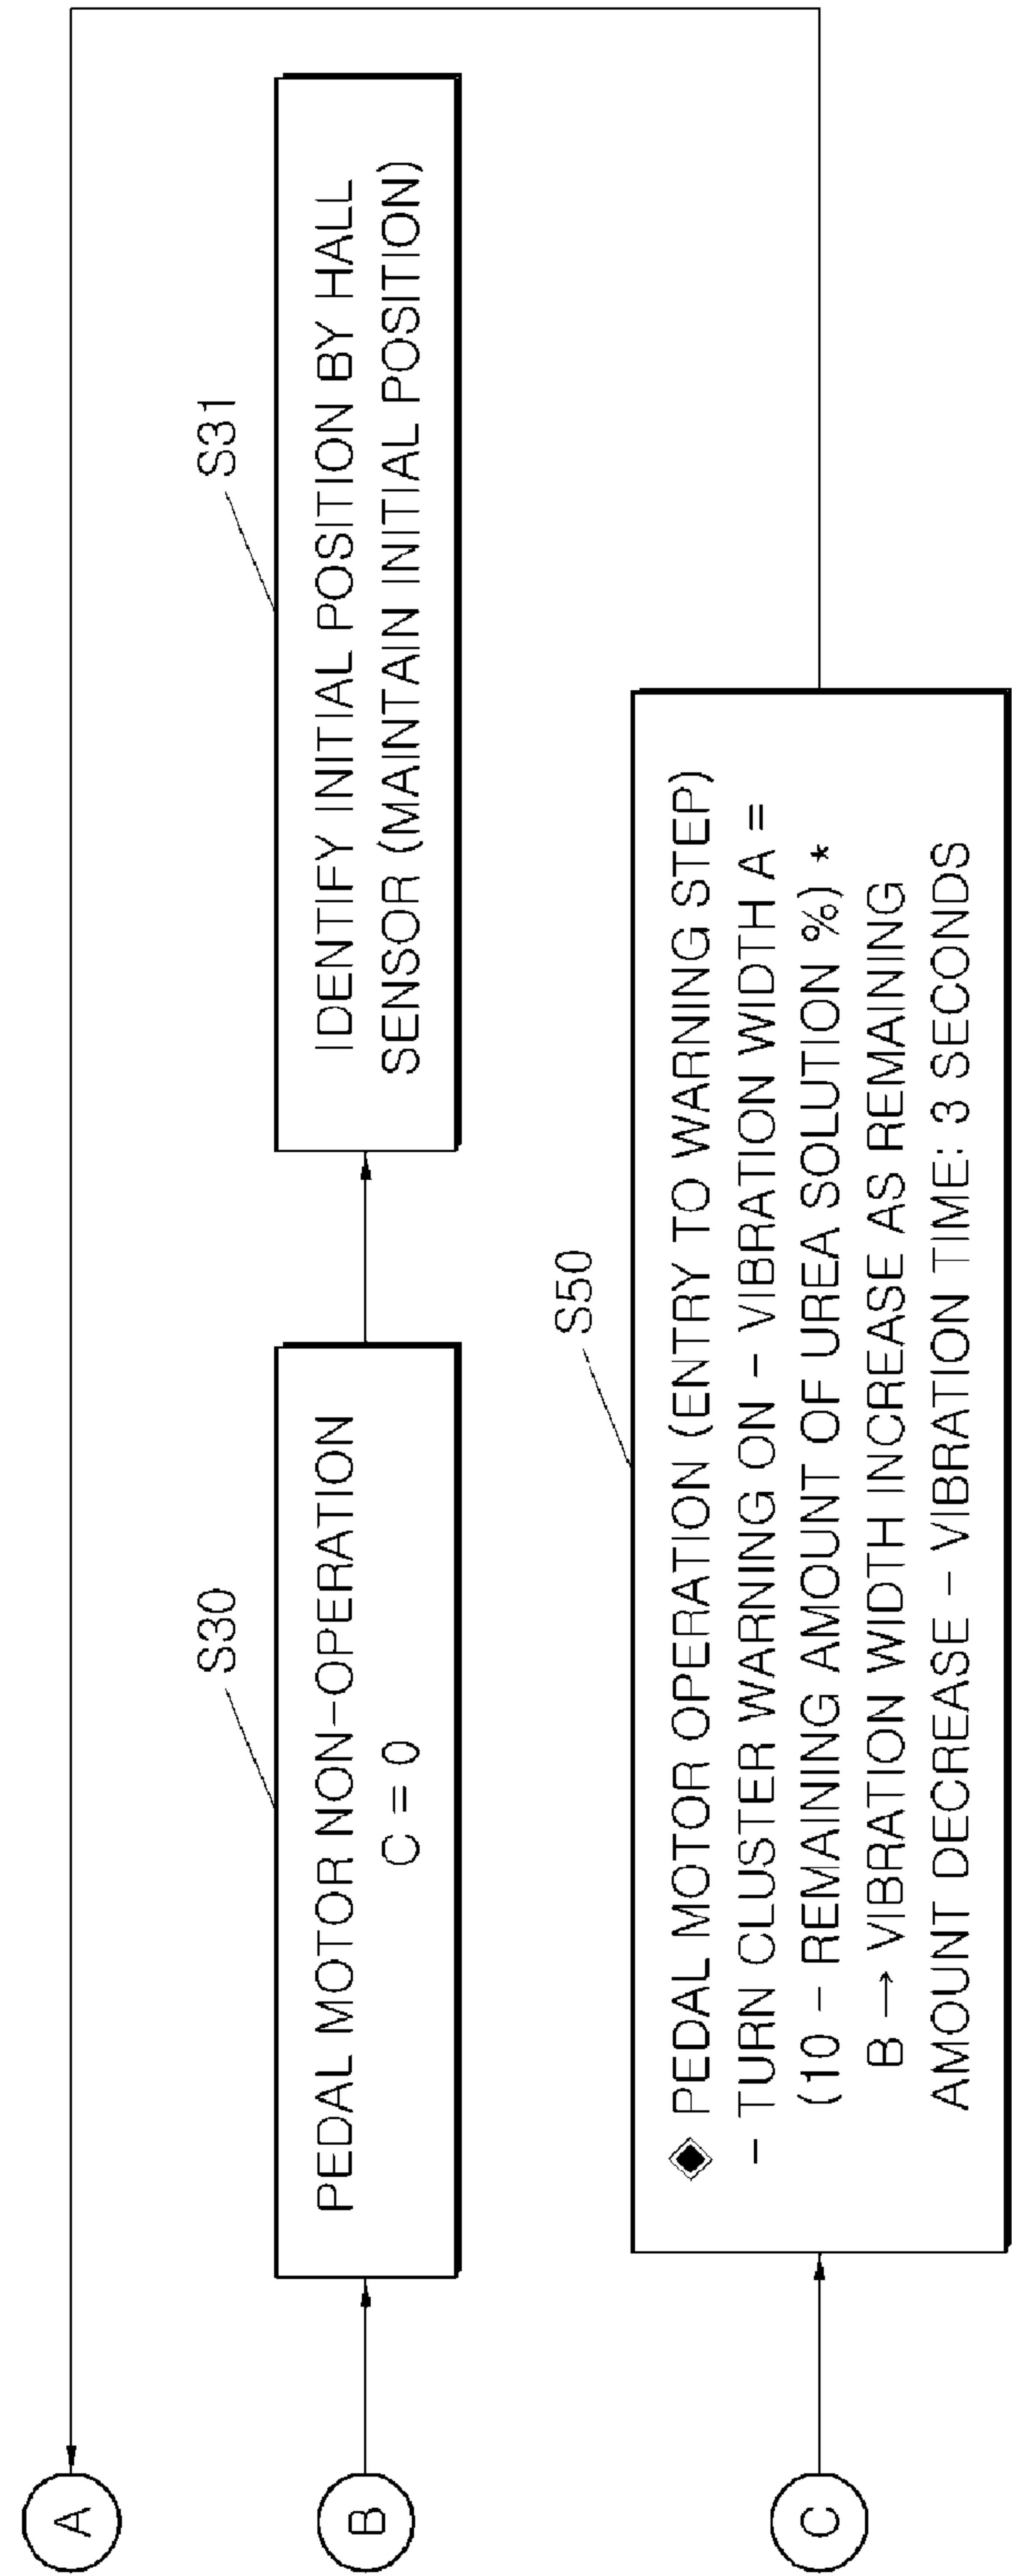 A
B
S30
PEDAL MOTOR NON-OPERATION
C = 0
S31
IDENTIFY INITIAL POSITION BY HALL
SENSOR (MAINTAIN INITIAL POSITION)
C
S50
◈ PEDAL MOTOR OPERATION (ENTRY TO WARNING STEP)
- TURN CLUSTER WARNING ON - VIBRATION WIDTH A =
(10 - REMAINING AMOUNT OF UREA SOLUTION %) *
B → VIBRATION WIDTH INCREASE AS REMAINING
AMOUNT DECREASE - VIBRATION TIME: 3 SECONDS